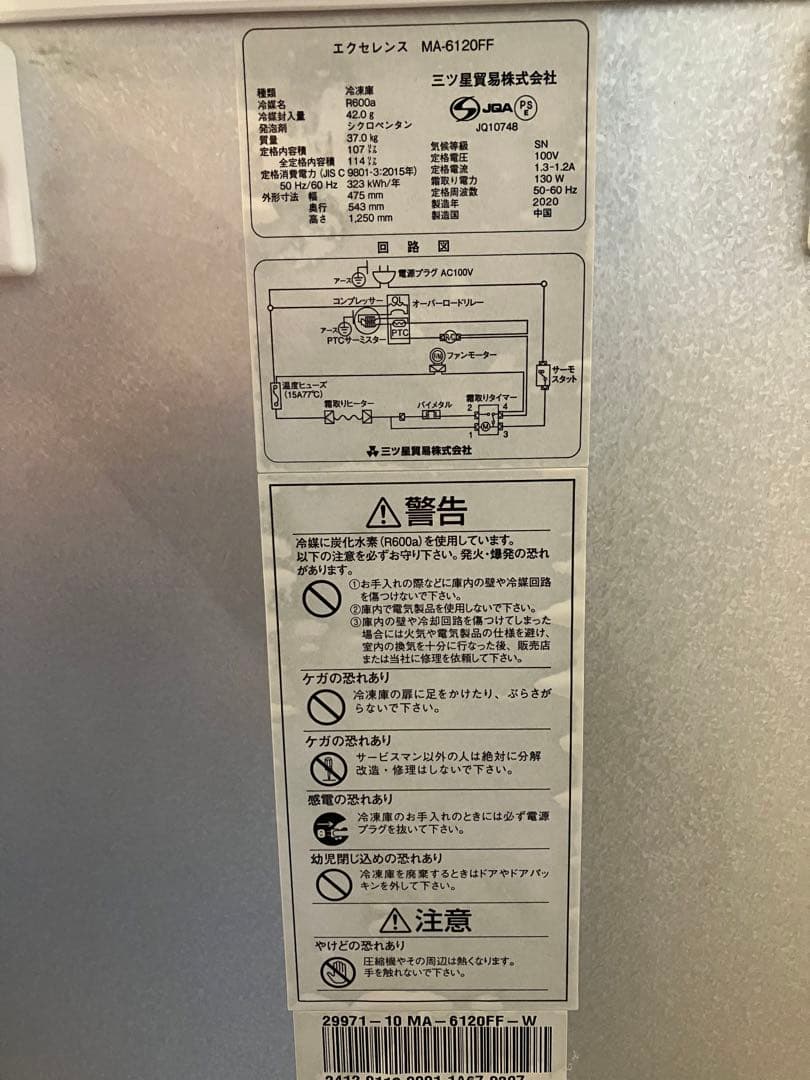 エクセレンス MA-6120FF
三ツ星貿易株式会社
JQA PSE
JQ10748
種類 冷凍庫
冷媒名 R600a
冷媒封入量 42.0g
発泡剤 シクロペンタン
質量 37.0kg
定格内容積 107㍑
全定格内容積 114㍑
定格消費電力(JIS C 9801-3:2015年)
50 Hz/60 Hz 323 kWh/年
外形寸法 幅 475 mm
奥行 543 mm
高さ 1,250 mm
気候等級 SN
定格電圧 100V
定格電流 1.3-1.2A
霜取り電力 130 W
定格周波数 50-60 Hz
製造年 2020
製造国 中国
回路図
アース 電源プラグ AC100V
コンプレッサー OL オーバーロードリレー
アース PTC
PTCサーミスター
ファンモーター
サーモスタット
温度ヒューズ
(15A77℃)
霜取りヒーター
バイメタル
霜取りタイマー
2 4
M
1 3
三ツ星貿易株式会社
警告
冷媒に炭化水素(R600a)を使用しています。
以下の注意を必ずお守り下さい。発火・爆発の恐れ
があります。
①お手入れの際などに庫内の壁や冷媒回路
を傷つけないで下さい。
②庫内で電気製品を使用しないで下さい。
③庫内の壁や冷却回路を傷つけてしまった
場合には火気や電気製品の仕様を避け、
室内の換気を十分に行なった後、販売店
または当社に修理を依頼して下さい。
ケガの恐れあり
冷凍庫の扉に足をかけたり、ぶらさが
らないで下さい。
ケガの恐れあり
サービスマン以外の人は絶対に分解
改造・修理はしないで下さい。
感電の恐れあり
冷凍庫のお手入れのときには必ず電源
プラグを抜いて下さい。
幼児閉じ込めの恐れあり
冷凍庫を廃棄するときはドアやドアパッ
キンを外して下さい。
注意
やけどの恐れあり
圧縮機やその周辺は熱くなります。
手を触れないで下さい。
29971-10 MA-6120FF-W